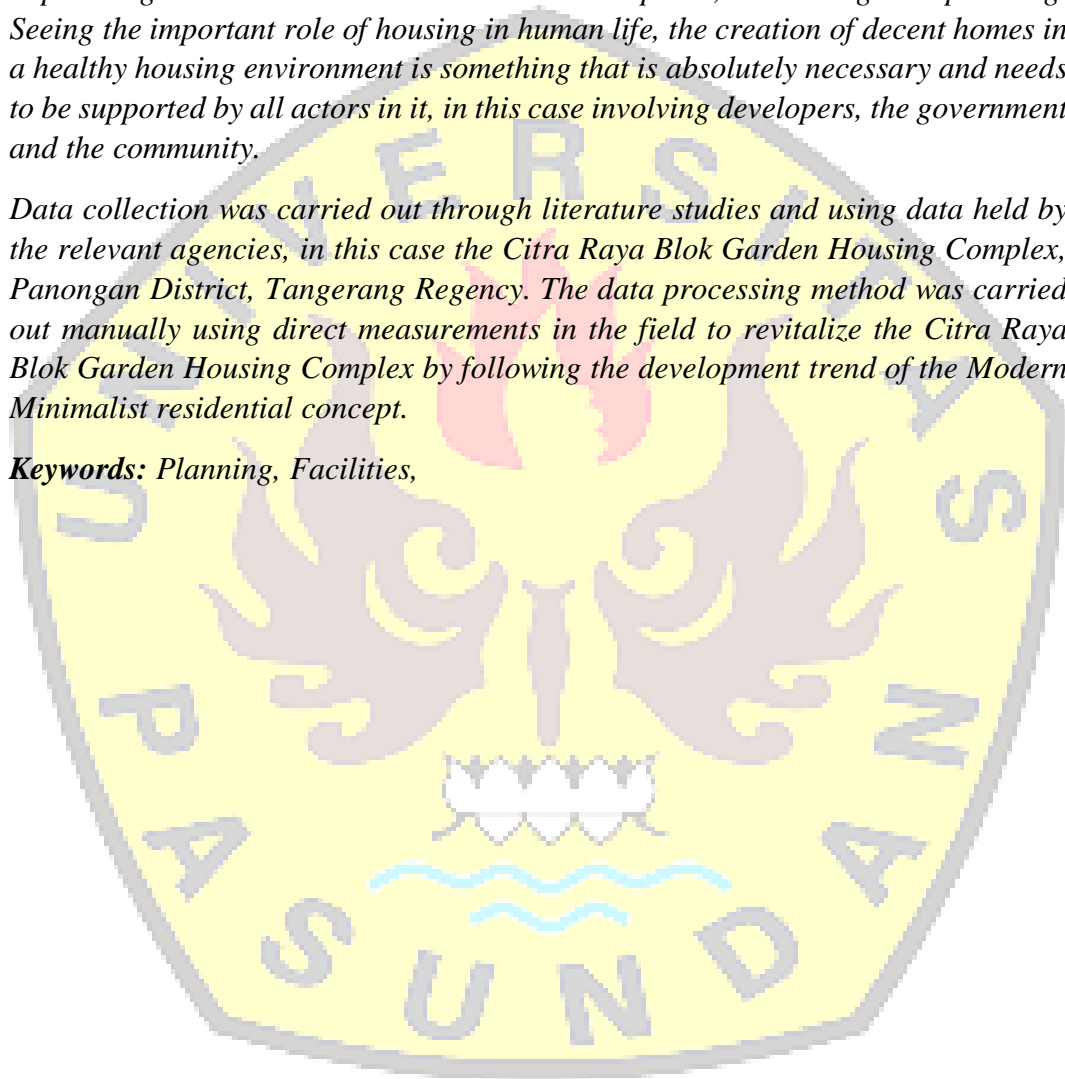 Seeing the important role of housing in human life, the creation of decent homes in
a healthy housing environment is something that is absolutely necessary and needs
to be supported by all actors in it, in this case involving developers, the government
and the community.
Data collection was carried out through literature studies and using data held by
the relevant agencies, in this case the Citra Raya Blok Garden Housing Complex,
Panongan District, Tangerang Regency. The data processing method was carried
out manually using direct measurements in the field to revitalize the Citra Raya
Blok Garden Housing Complex by following the development trend of the Modern
Minimalist residential concept.
Keywords: Planning, Facilities,
UNIVERSITAS
PASUNDAN